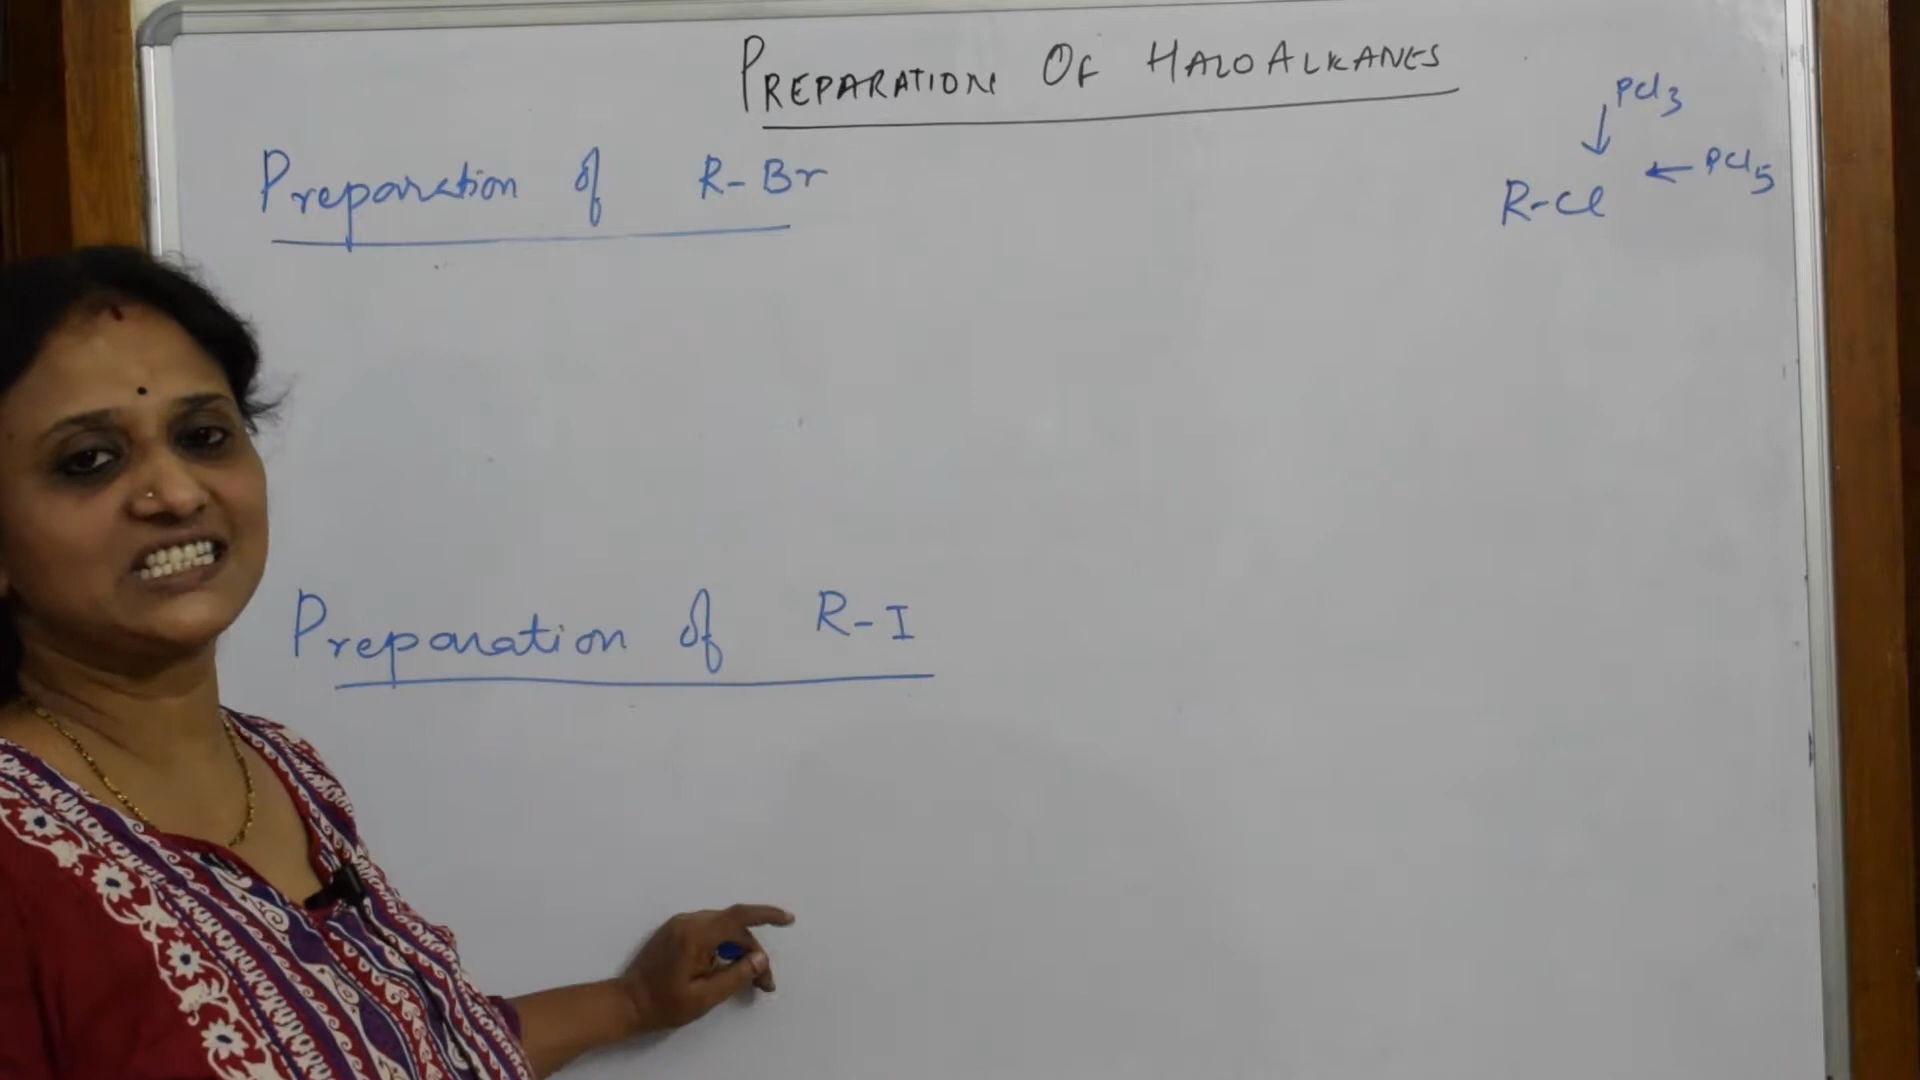 PREPARATION OF HALOALKANES
PCl3
Preparation of R-Br
← PCl5
R-Cl
Preparation of R-I